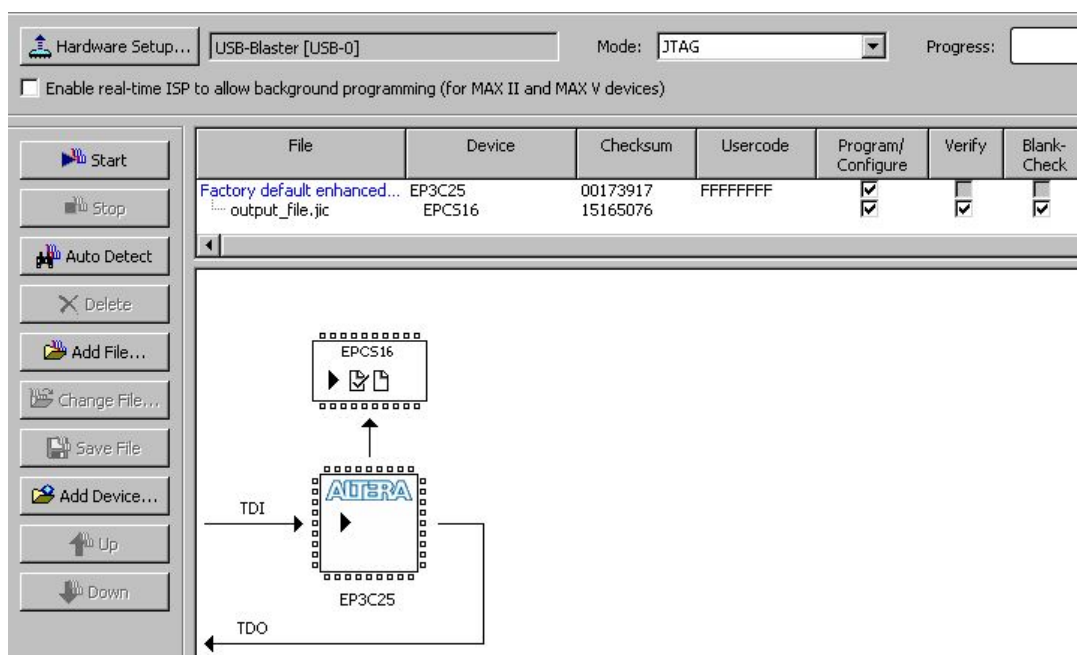 Hardware Setup... USB-Blaster [USB-0] Mode: JTAG Progress:
Enable real-time ISP to allow background programming (for MAX II and MAX V devices)
Start
Stop
Auto Detect
Delete
Add File...
Change File...
Save File
Add Device...
Up
Down
File Device Checksum Usercode Program/ Configure Verify Blank- Check
Factory default enhanced... EP3C25 00173917 FFFFFFFF
output_file.jic EPCS16 15165076
EPCS16
ALTERA
TDI
EP3C25
TDO